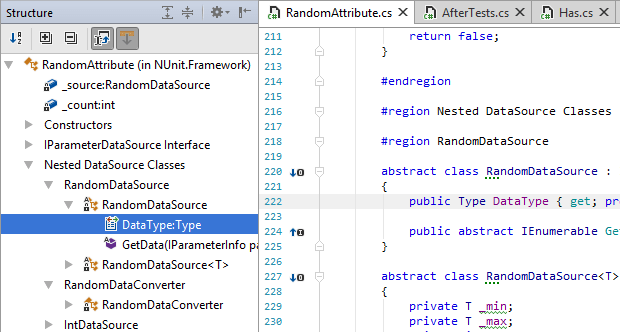 Structure
RandomAttribute (in NUnit.Framework)
_source:RandomDataSource
_count:int
Constructors
IParameterDataSource Interface
Nested DataSource Classes
RandomDataSource
RandomDataSource
DataType:Type
GetData(IParameterInfo pa
RandomDataSource<T>
RandomDataConverter
RandomDataConverter
IntDataSource
RandomAttribute.cs AfterTests.cs Has.cs
211 return false;
212 }
213
214 #endregion
215
216 #region Nested DataSource Classes
217
218 #region RandomDataSource
219
220 abstract class RandomDataSource :
221 {
222 public Type DataType { get; pr
223
224 public abstract IEnumerable Ge
225 }
226
227 abstract class RandomDataSource<T>
228 {
229 private T _min;
230 private T _max;